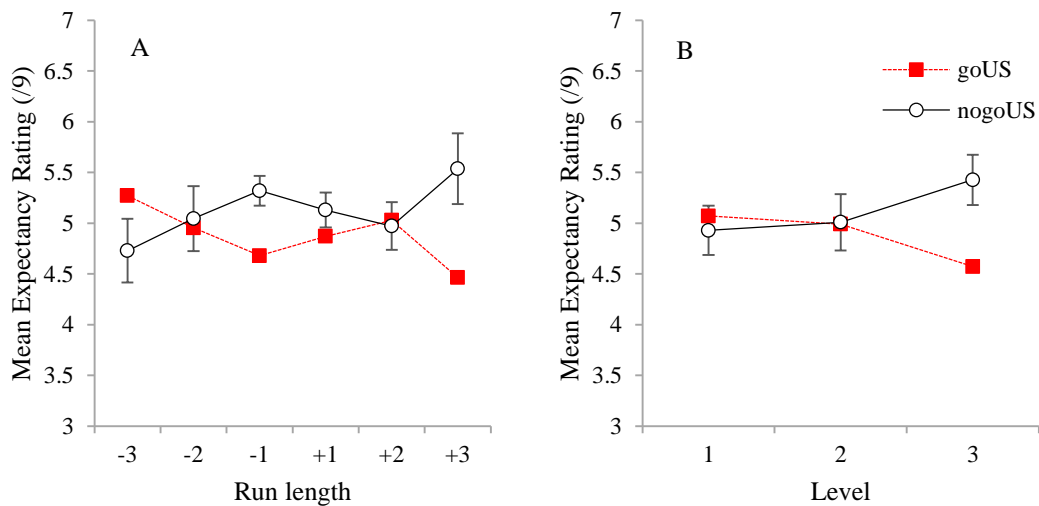 A
Mean Expectancy Rating (/9)
7
6.5
6
5.5
5
4.5
4
3.5
3
-3 -2 -1 +1 +2 +3
Run length
B
goUS
nogoUS
Mean Expectancy Rating (/9)
7
6.5
6
5.5
5
4.5
4
3.5
3
1 2 3
Level